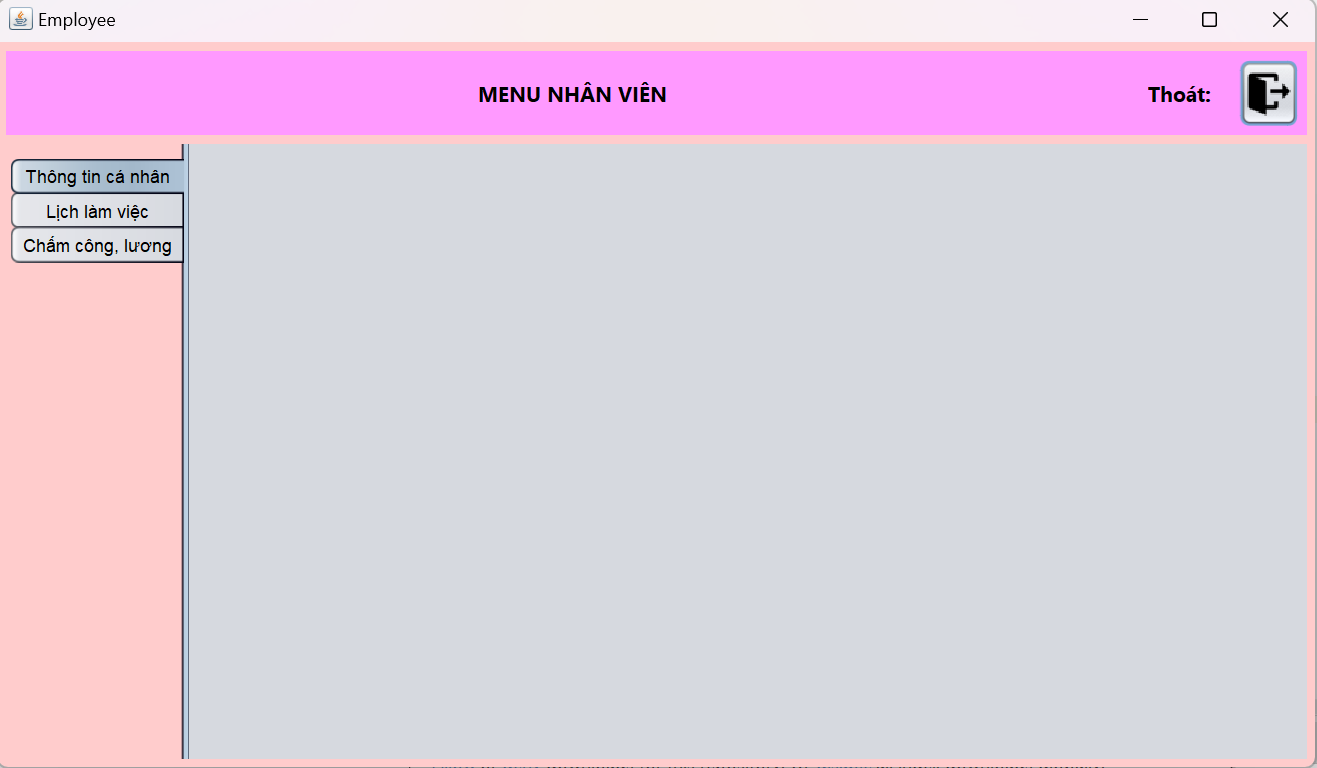 Employee
MENU NHÂN VIÊN
Thoát:
Thông tin cá nhân
Lịch làm việc
Chấm công, lương